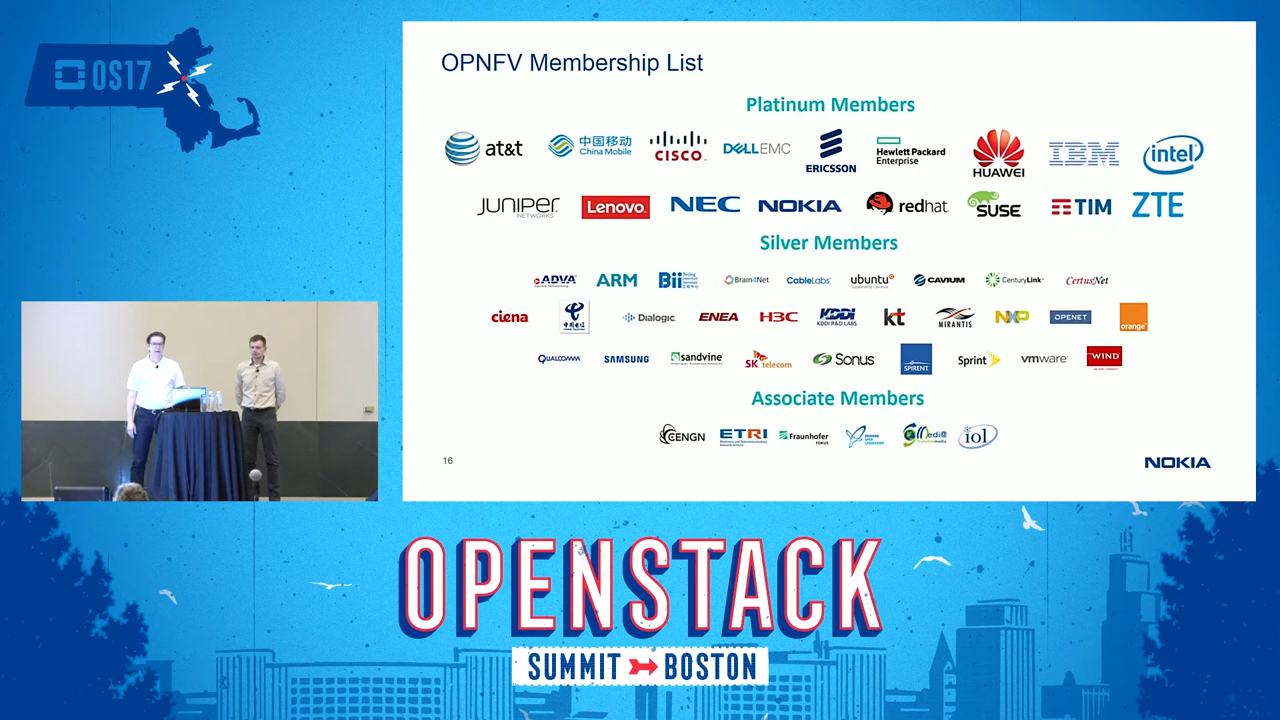 OS17
OPNFV Membership List
Platinum Members
at&t 中国移动 China Mobile CISCO DELLEMC ERICSSON Hewlett Packard Enterprise HUAWEI IBM intel
JUNIPER NETWORKS Lenovo NEC NOKIA redhat SUSE TIM ZTE
Silver Members
ADVA ARM Bii Brain4Net CableLabs ubuntu CAVIUM CenturyLink CertusNet
ciena Dialogic ENEA H3C KDDI KDDI R&D LABS kt MIRANTIS NXP OPENET orange
QUALCOMM SAMSUNG sandvine SK telecom Sonus SPIRENT Sprint vmware WIND
Associate Members
CENGN ETRI Fraunhofer FOKUS iol
16
NOKIA
OPENSTACK
SUMMIT BOSTON